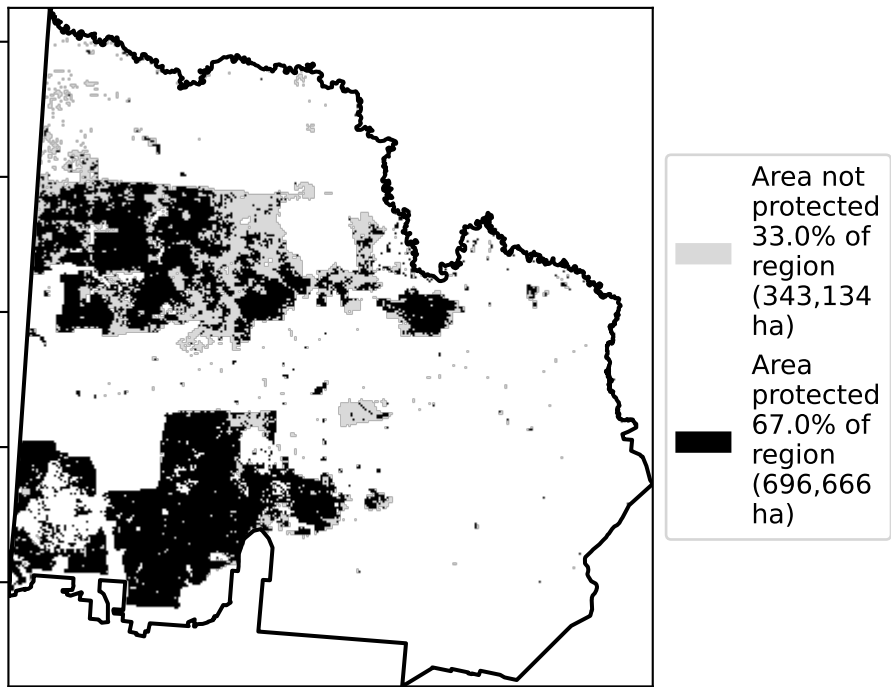 Area not
protected
33.0% of
region
(343,134
ha)
Area
protected
67.0% of
region
(696,666
ha)